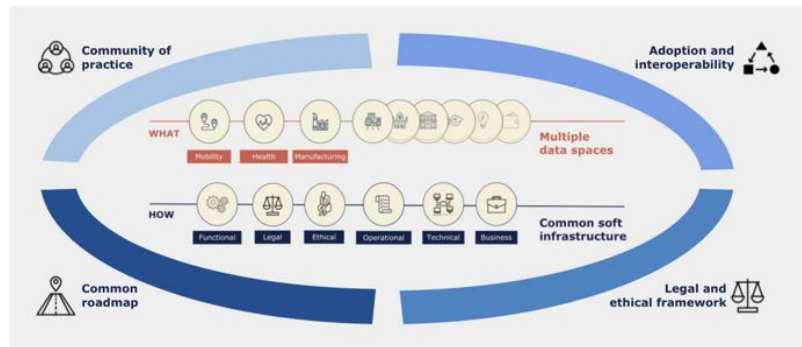 Community of
practice
Adoption and
interoperability
WHAT
Mobility
Health
Manufacturing
Multiple
data spaces
HOW
Functional
Legal
Ethical
Operational
Technical
Business
Common soft
infrastructure
Common
roadmap
Legal and
ethical framework